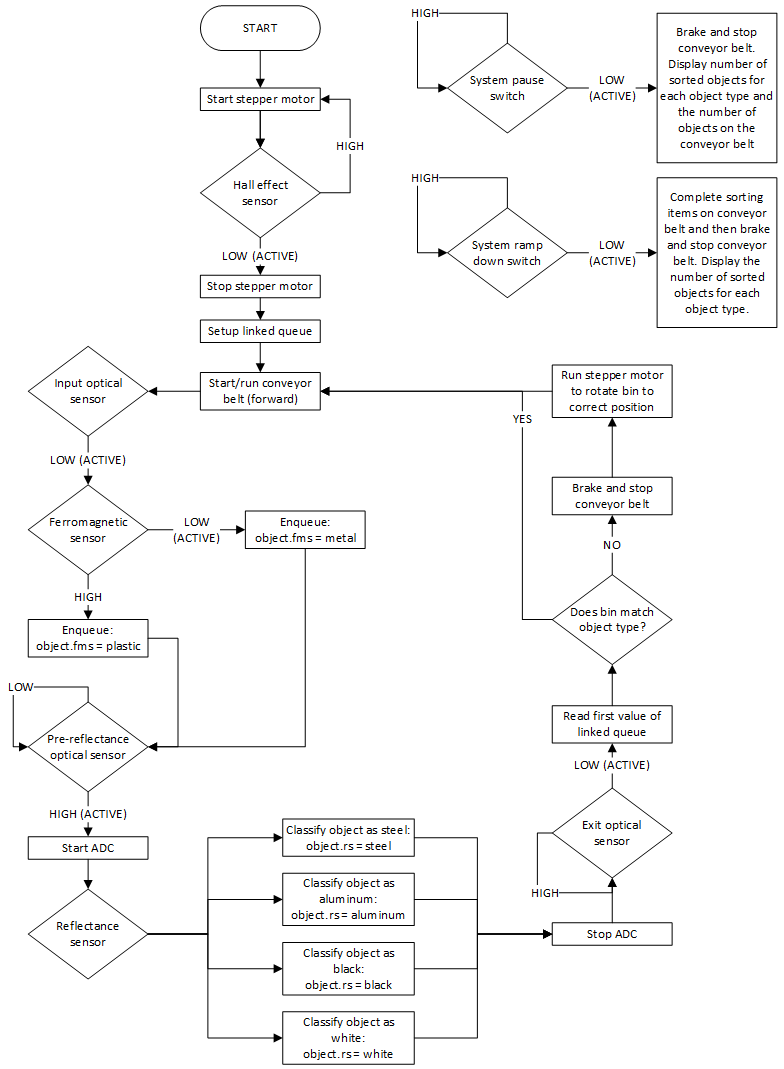 START
Start stepper motor
HIGH
Hall effect
sensor
LOW (ACTIVE)
Stop stepper motor
Setup linked queue
Start/run conveyor
belt (forward)
Input optical
sensor
LOW (ACTIVE)
Ferromagnetic
sensor
LOW
(ACTIVE)
Enqueue:
object.fms = metal
HIGH
Enqueue:
object.fms = plastic
LOW
Pre-reflectance
optical sensor
HIGH (ACTIVE)
Start ADC
Reflectance
sensor
Classify object as steel:
object.rs = steel
Classify object as
aluminum:
object.rs = aluminum
Classify object as
black:
object.rs = black
Classify object as
white:
object.rs = white
Stop ADC
HIGH
Exit optical
sensor
LOW (ACTIVE)
Read first value of
linked queue
Does bin match
object type?
YES
NO
Brake and stop
conveyor belt
Run stepper motor
to rotate bin to
correct position
HIGH
System pause
switch
LOW
(ACTIVE)
Brake and stop
conveyor belt.
Display number of
sorted objects for
each object type and
the number of
objects on the
conveyor belt
HIGH
System ramp
down switch
LOW
(ACTIVE)
Complete sorting
items on conveyor
belt and then brake
and stop conveyor
belt. Display the
number of sorted
objects for each
object type.